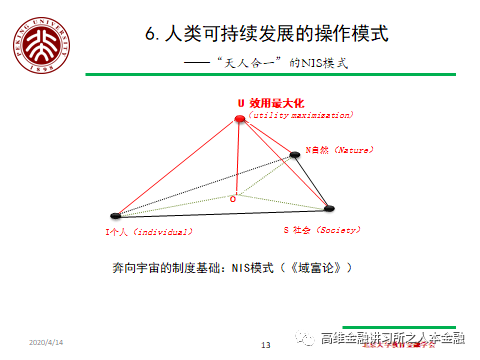 PEKING UNIVERSITY
1898
6.人类可持续发展的操作模式
——“天人合一”的NIS模式
U 效用最大化
(utility maximization)
N自然 (Nature)
O
I个人 (individual)
S 社会 (Society)
奔向宇宙的制度基础：NIS模式（《域富论》）
2020/4/14
13
高维金融讲习所之人本金融